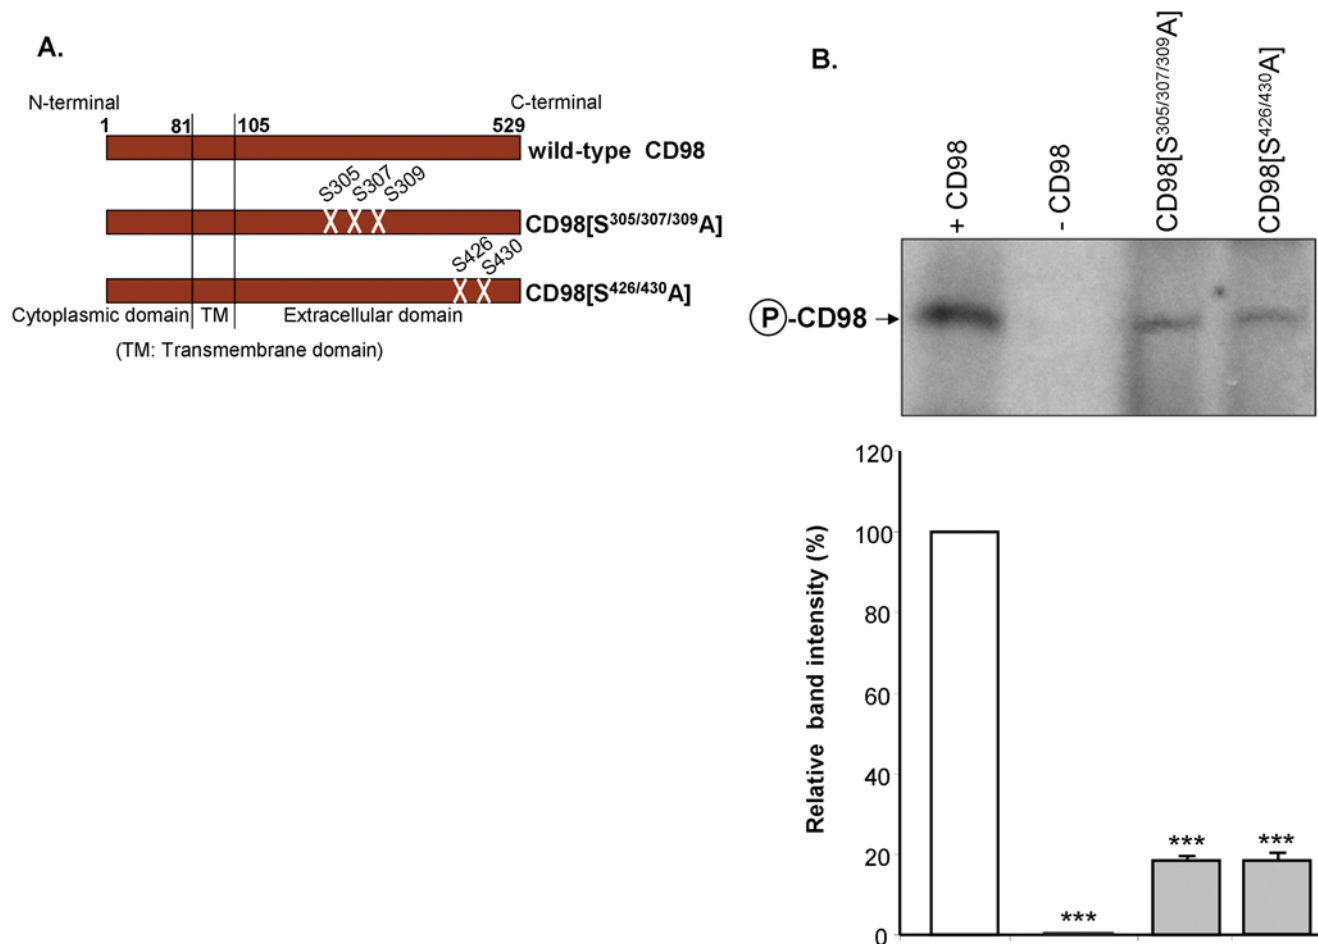 A.
N-terminal C-terminal
1 81 105 529
wild-type CD98
S305 S307 S309
CD98[S305/307/309A]
S426 S430
CD98[S426/430A]
Cytoplasmic domain TM Extracellular domain
(TM: Transmembrane domain)
B.
+ CD98
- CD98
CD98[S305/307/309A]
CD98[S426/430A]
P-CD98
Relative band intensity (%)
120
100
80
60
40
20
0
*** *** ***